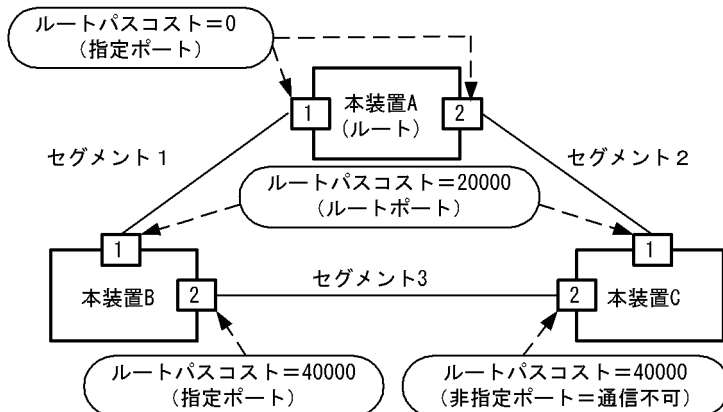 ルートパスコスト＝0
（指定ポート）
1
本装置A
（ルート）
2
セグメント１
セグメント２
ルートパスコスト＝20000
（ルートポート）
1
1
本装置B
2
セグメント3
2
本装置C
ルートパスコスト＝40000
（指定ポート）
ルートパスコスト＝40000
（非指定ポート＝通信不可）